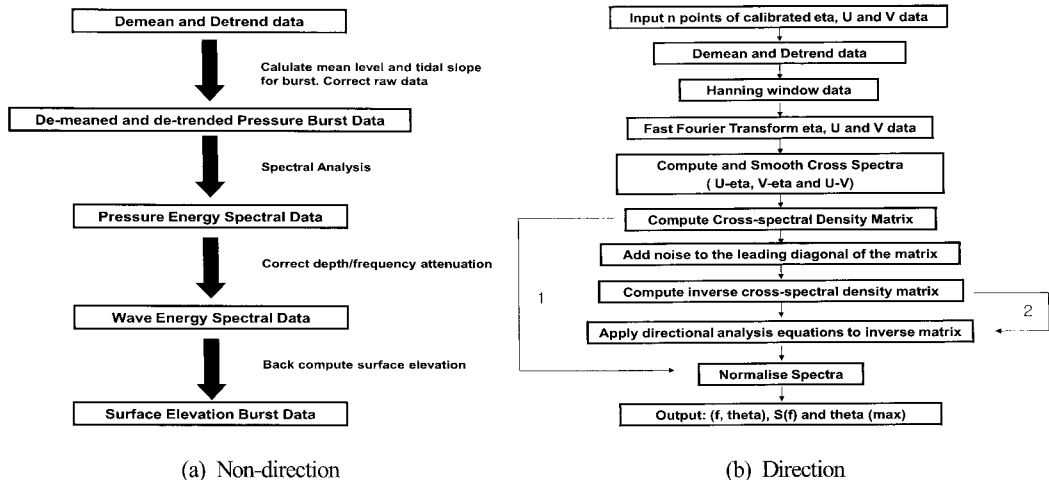 Demean and Detrend data
Calulate mean level and tidal slope
for burst. Correct raw data
De-meaned and de-trended Pressure Burst Data
Spectral Analysis
Pressure Energy Spectral Data
Correct depth/frequency attenuation
Wave Energy Spectral Data
Back compute surface elevation
Surface Elevation Burst Data
(a) Non-direction
Input n points of calibrated eta, U and V data
Demean and Detrend data
Hanning window data
Fast Fourier Transform eta, U and V data
Compute and Smooth Cross Spectra
( U-eta, V-eta and U-V)
Compute Cross-spectral Density Matrix
Add noise to the leading diagonal of the matrix
1
Compute inverse cross-spectral density matrix
2
Apply directional analysis equations to inverse matrix
Normalise Spectra
Output: (f, theta), S(f) and theta (max)
(b) Direction